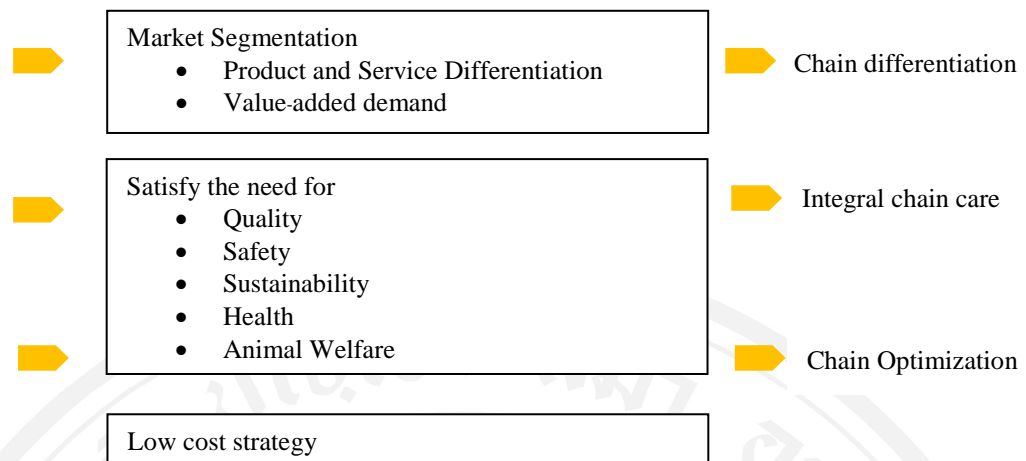 Market Segmentation
• Product and Service Differentiation
• Value-added demand
Chain differentiation
Satisfy the need for
• Quality
• Safety
• Sustainability
• Health
• Animal Welfare
Integral chain care
Chain Optimization
Low cost strategy